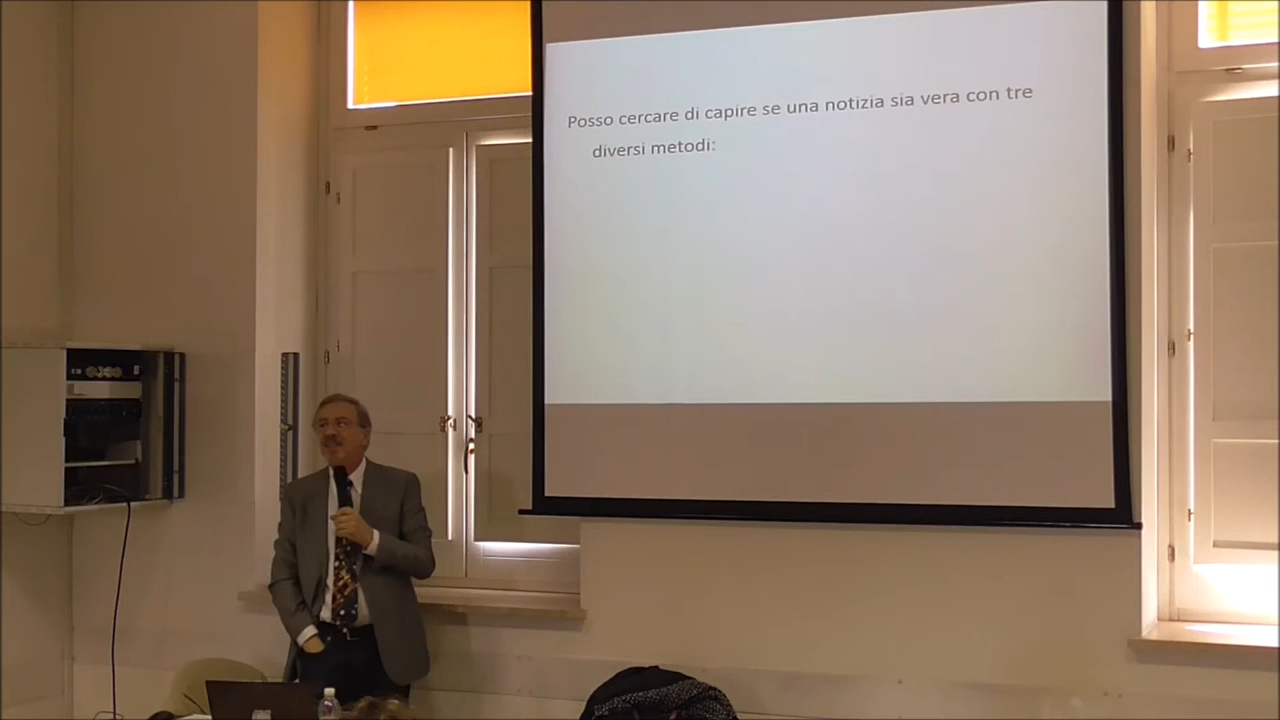 Posso cercare di capire se una notizia sia vera con tre
diversi metodi: